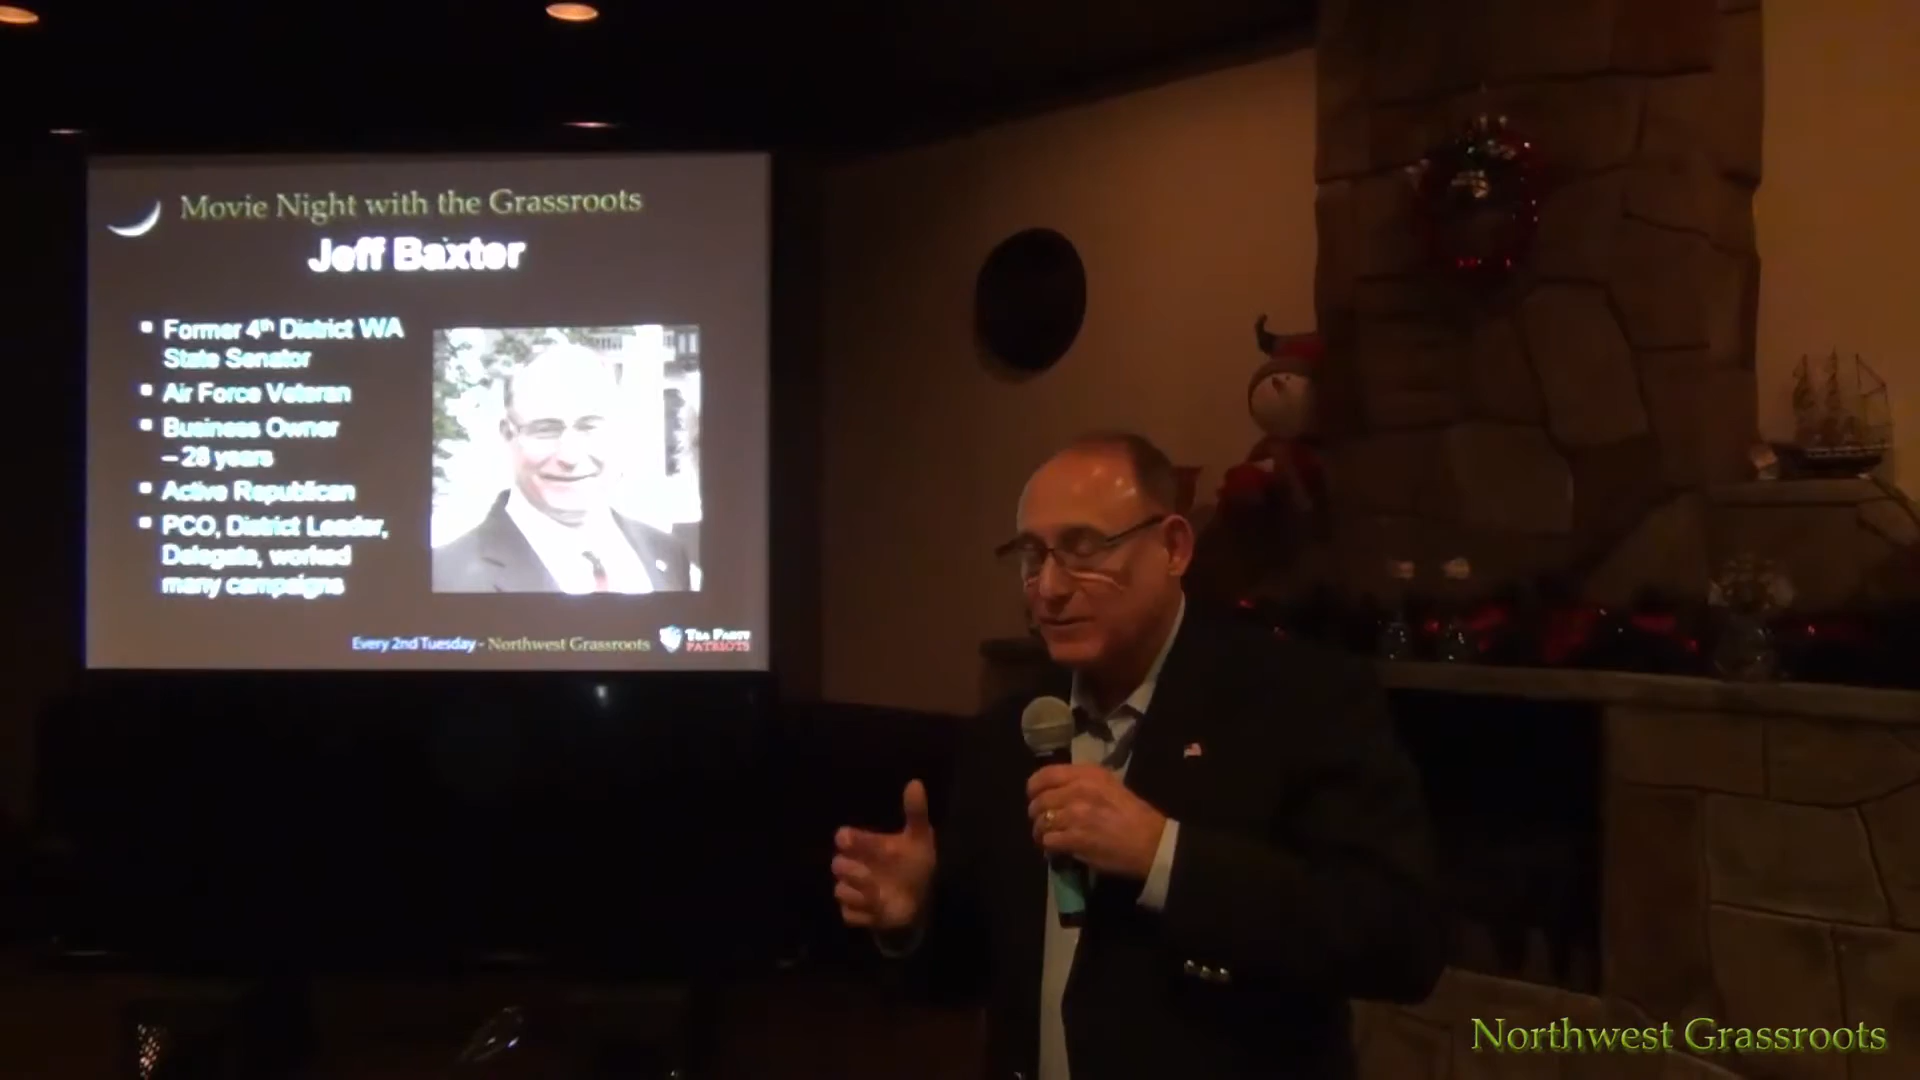 Movie Night with the Grassroots
Jeff Baxter
Former 4th District WA
State Senator
Air Force Veteran
Business Owner
– 28 years
Active Republican
PCO, District Leader,
Delegate, worked
many campaigns
Every 2nd Tuesday - Northwest Grassroots
TEA PARTY
PATRIOTS
Northwest Grassroots